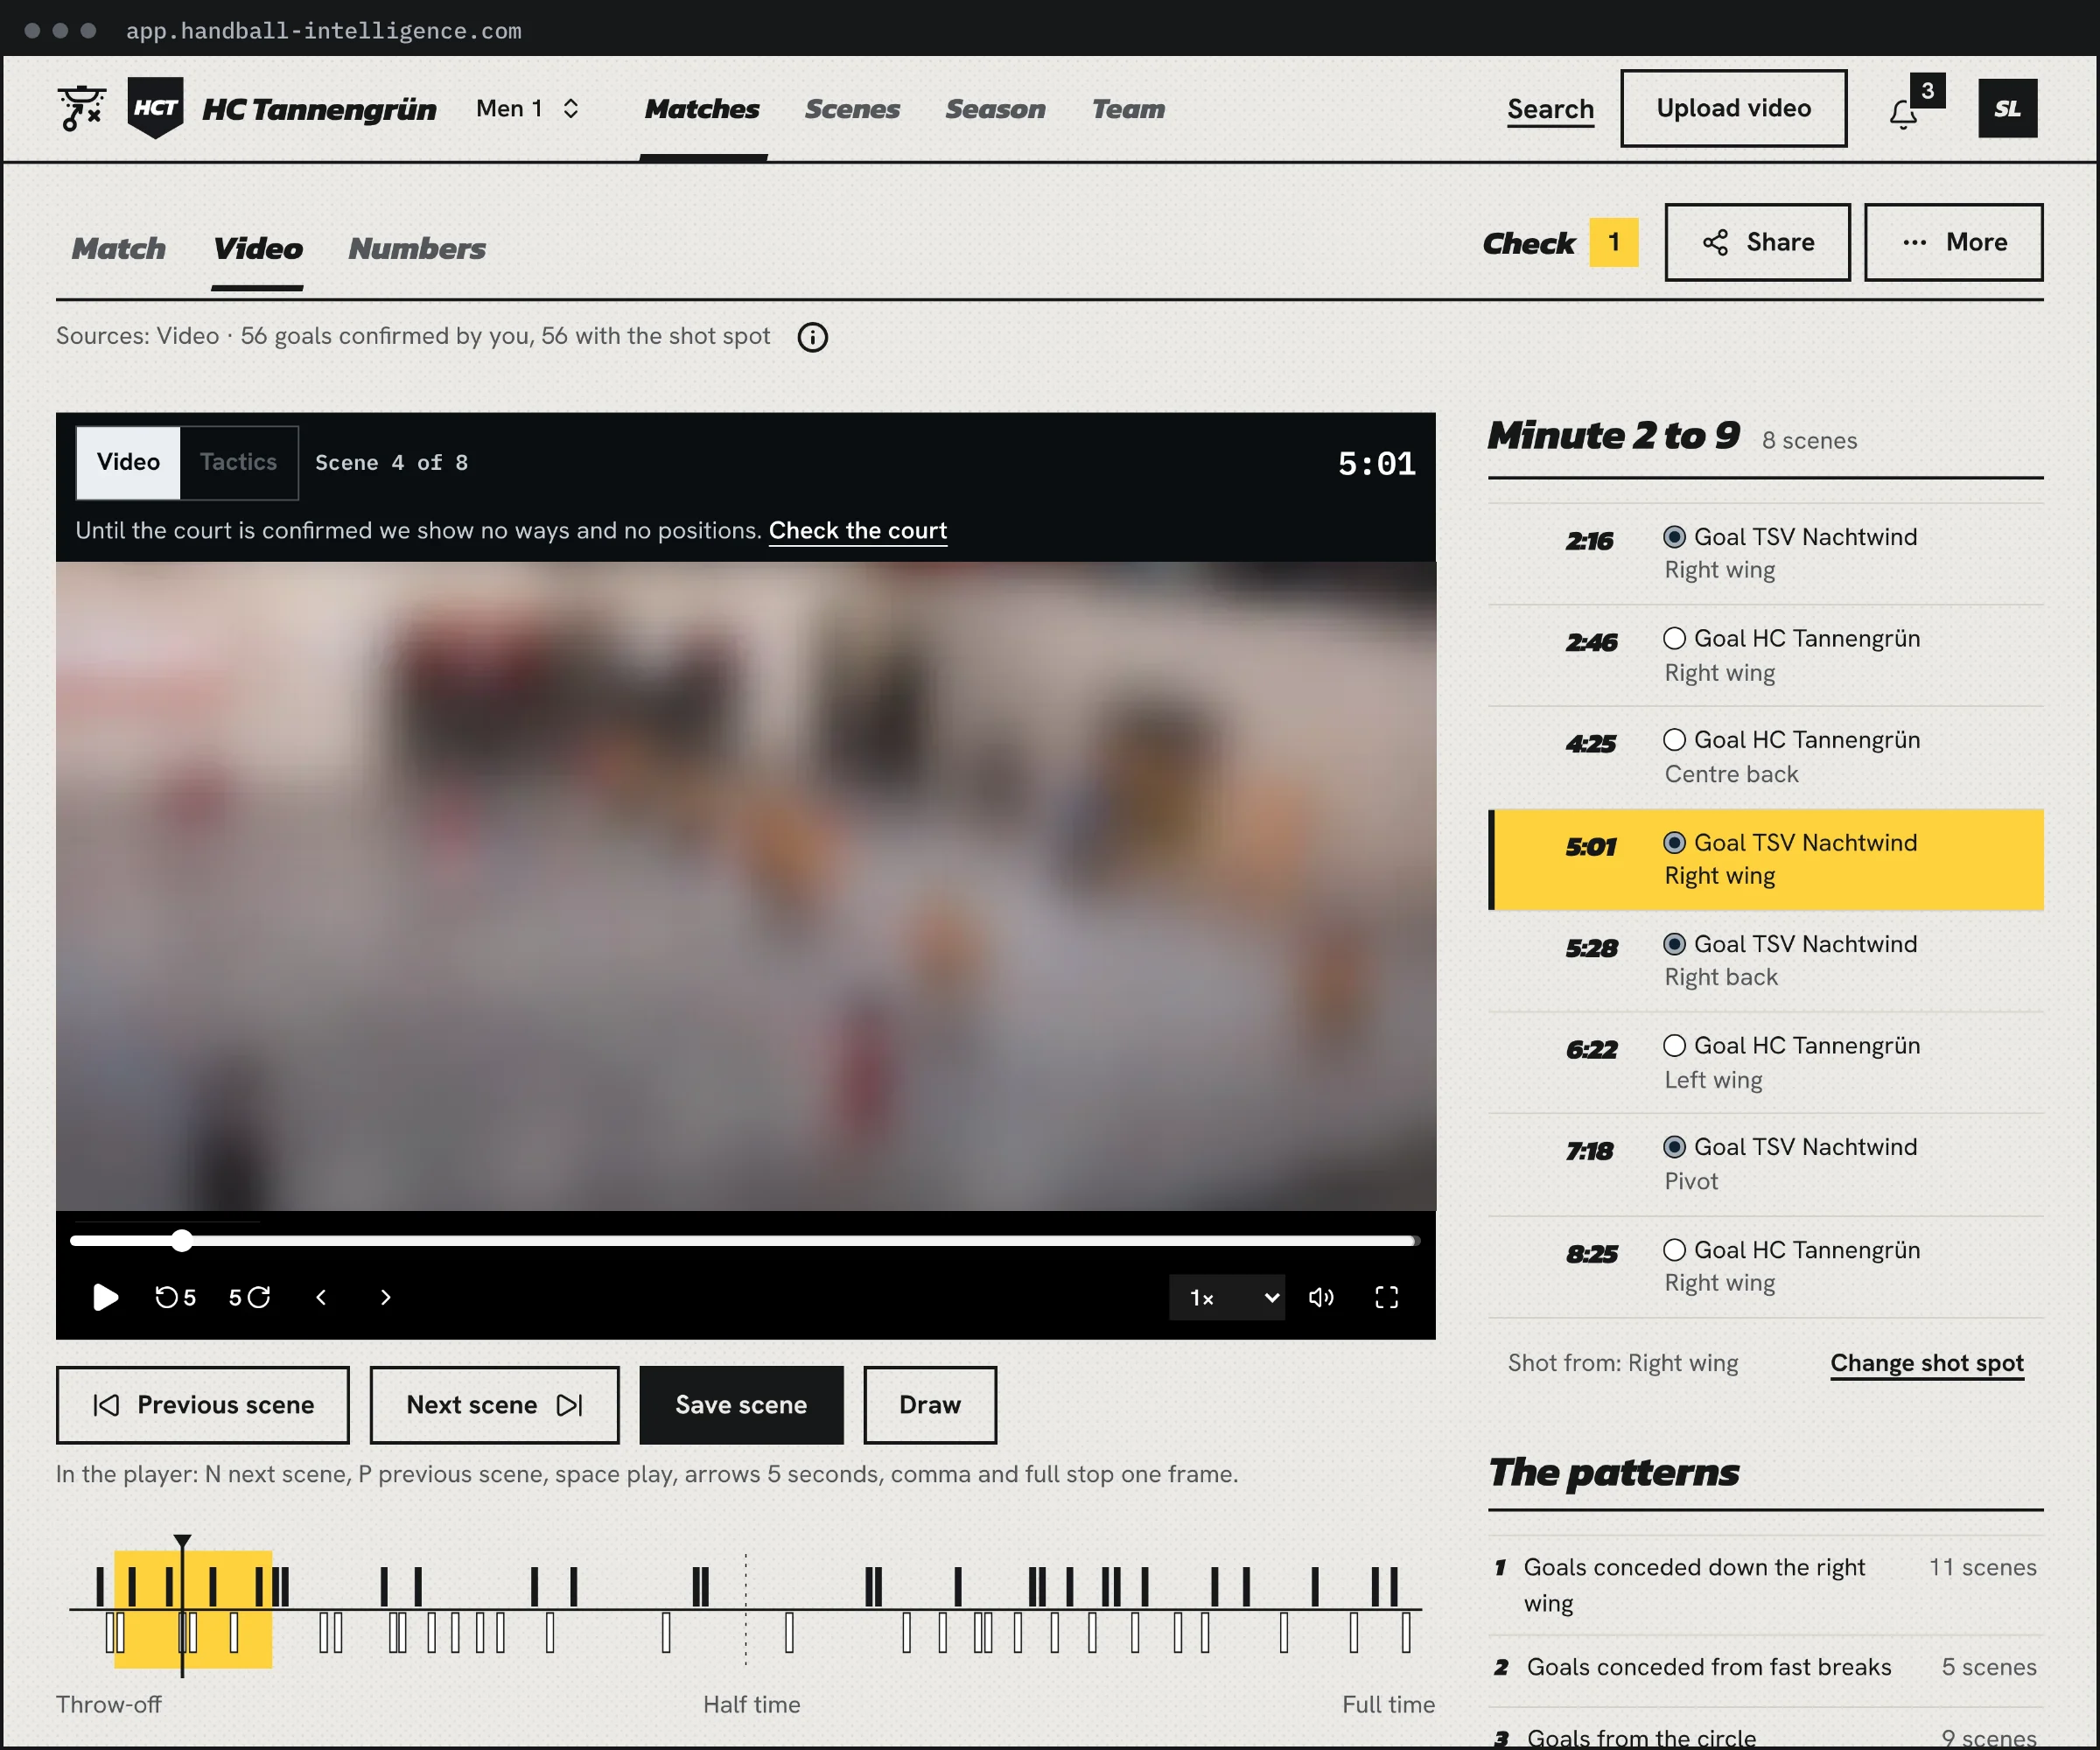 app.handball-intelligence.com
HCT HC Tannengrün Men 1 Matches Scenes Season Team Search Upload video 3 SL
Match Video Numbers Check 1 Share More
Sources: Video · 56 goals confirmed by you, 56 with the shot spot
Video Tactics Scene 4 of 8 5:01
Until the court is confirmed we show no ways and no positions. Check the court
5 5 1×
Previous scene Next scene Save scene Draw
In the player: N next scene, P previous scene, space play, arrows 5 seconds, comma and full stop one frame.
Throw-off Half time Full time
Minute 2 to 9 8 scenes
2:16 Goal TSV Nachtwind
Right wing
2:46 Goal HC Tannengrün
Right wing
4:25 Goal HC Tannengrün
Centre back
5:01 Goal TSV Nachtwind
Right wing
5:28 Goal TSV Nachtwind
Right back
6:22 Goal HC Tannengrün
Left wing
7:18 Goal TSV Nachtwind
Pivot
8:25 Goal HC Tannengrün
Right wing
Shot from: Right wing Change shot spot
The patterns
1 Goals conceded down the right 11 scenes
wing
2 Goals conceded from fast breaks 5 scenes
3 Goals from the circle 9 scenes